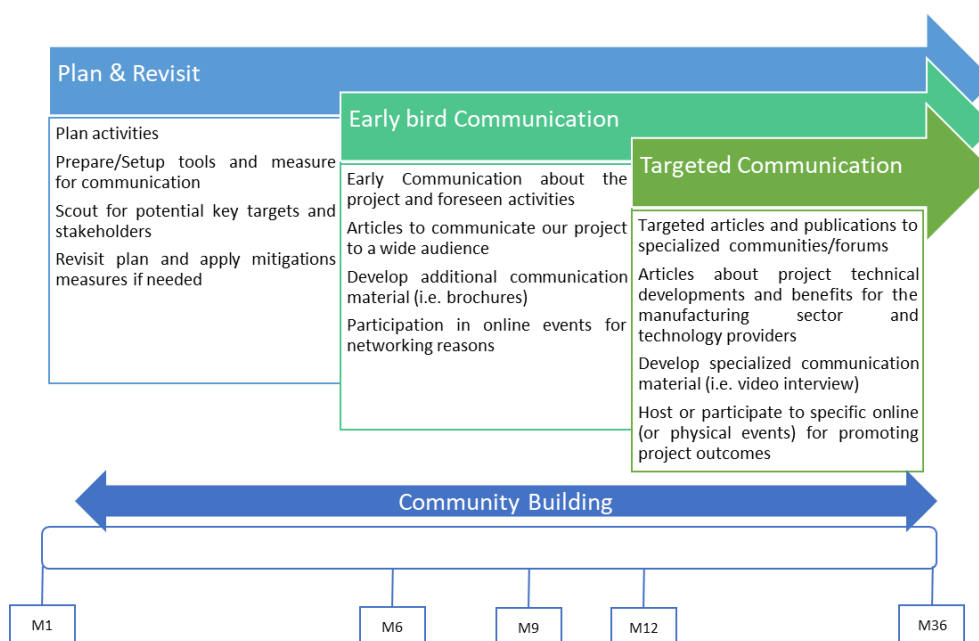 Plan & Revisit
Plan activities
Prepare/Setup tools and measure
for communication
Scout for potential key targets and
stakeholders
Revisit plan and apply mitigations
measures if needed
Early bird Communication
Early Communication about the
project and foreseen activities
Articles to communicate our project
to a wide audience
Develop additional communication
material (i.e. brochures)
Participation in online events for
networking reasons
Targeted Communication
Targeted articles and publications to
specialized communities/forums
Articles about project technical
developments and benefits for the
manufacturing sector and
technology providers
Develop specialized communication
material (i.e. video interview)
Host or participate to specific online
(or physical events) for promoting
project outcomes
Community Building
M1
M6
M9
M12
M36